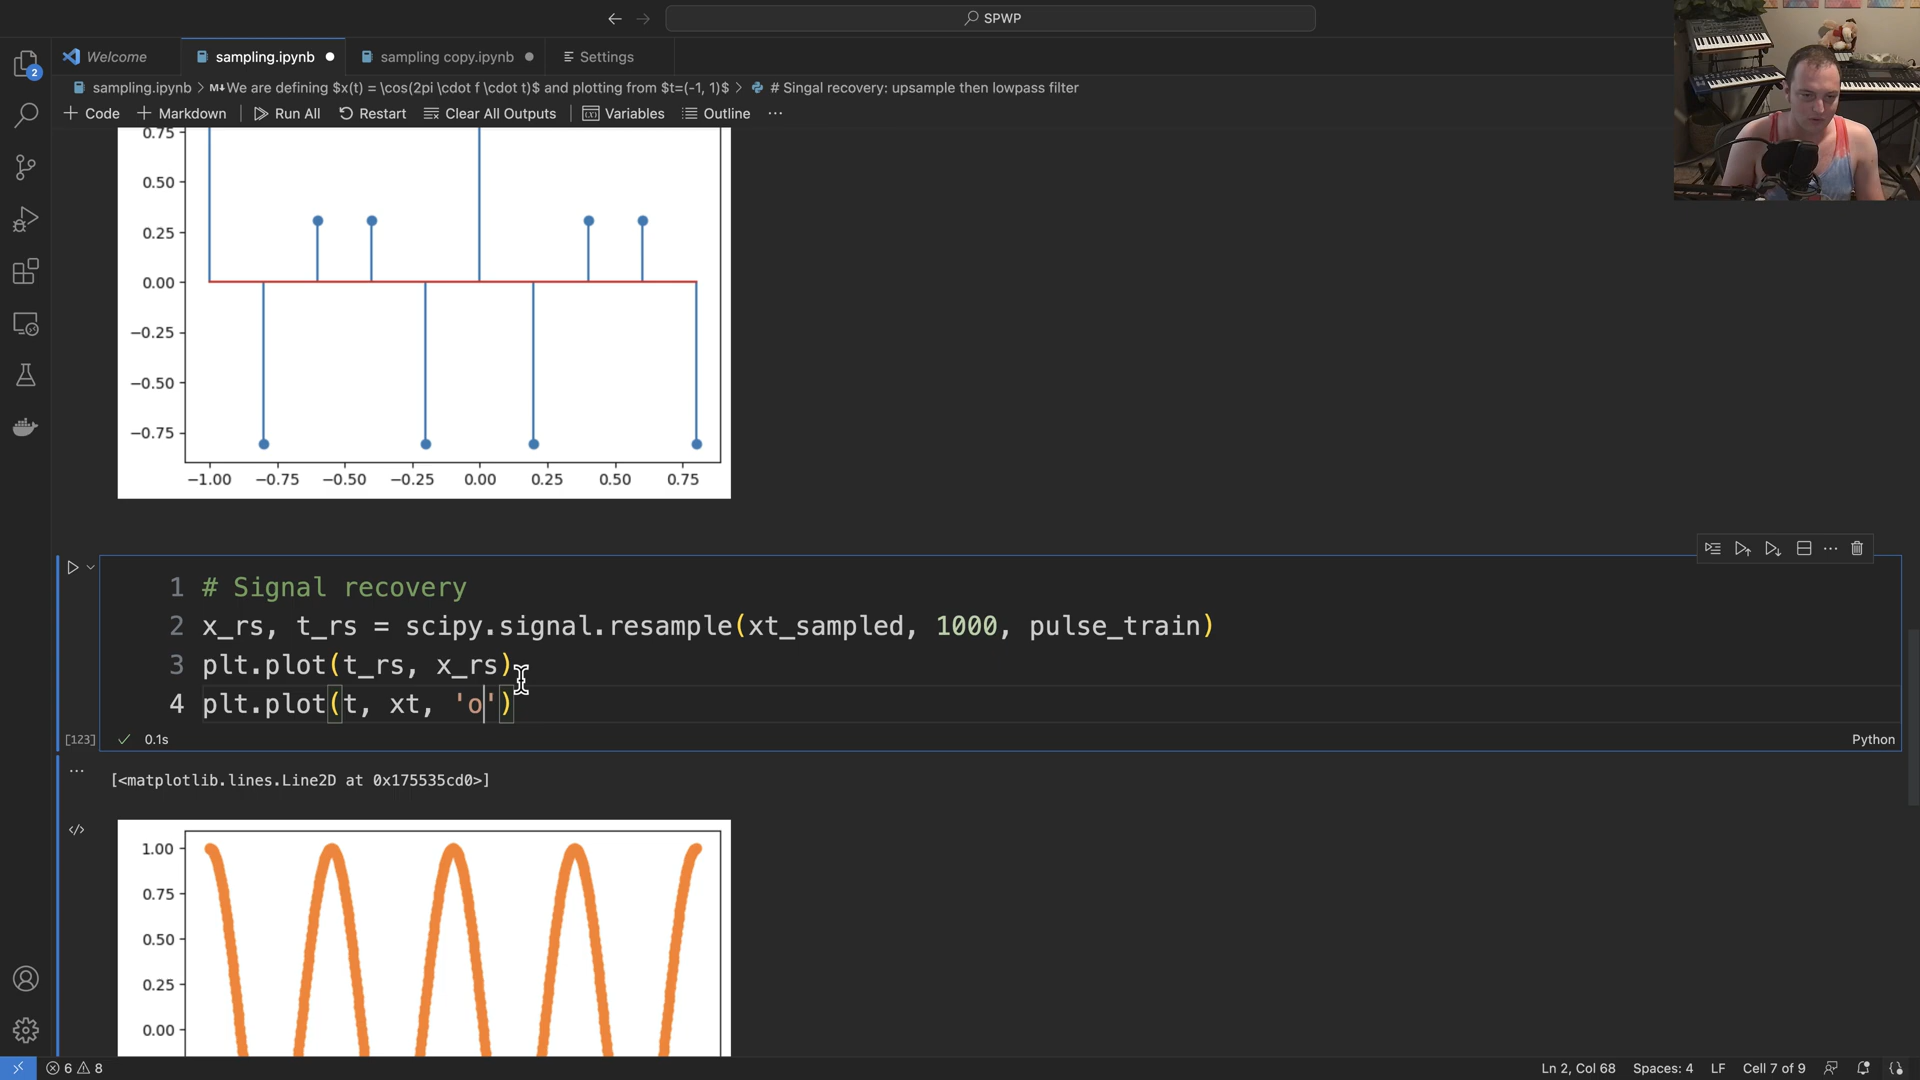 SPWP
Welcome
sampling.ipynb
sampling copy.ipynb
Settings
2
sampling.ipynb > M↓We are defining $x(t) = \cos(2pi \cdot f \cdot t)$ and plotting from $t=(-1, 1)$ > # Singal recovery: upsample then lowpass filter
+ Code + Markdown Run All Restart Clear All Outputs Variables Outline ...
0.75
0.50
0.25
0.00
−0.25
−0.50
−0.75
−1.00 −0.75 −0.50 −0.25 0.00 0.25 0.50 0.75
1 # Signal recovery
2 x_rs, t_rs = scipy.signal.resample(xt_sampled, 1000, pulse_train)
3 plt.plot(t_rs, x_rs)
4 plt.plot(t, xt, 'o')
[123] 0.1s Python
[<matplotlib.lines.Line2D at 0x175535cd0>]
1.00
0.75
0.50
0.25
0.00
6 8 Ln 2, Col 68 Spaces: 4 LF Cell 7 of 9